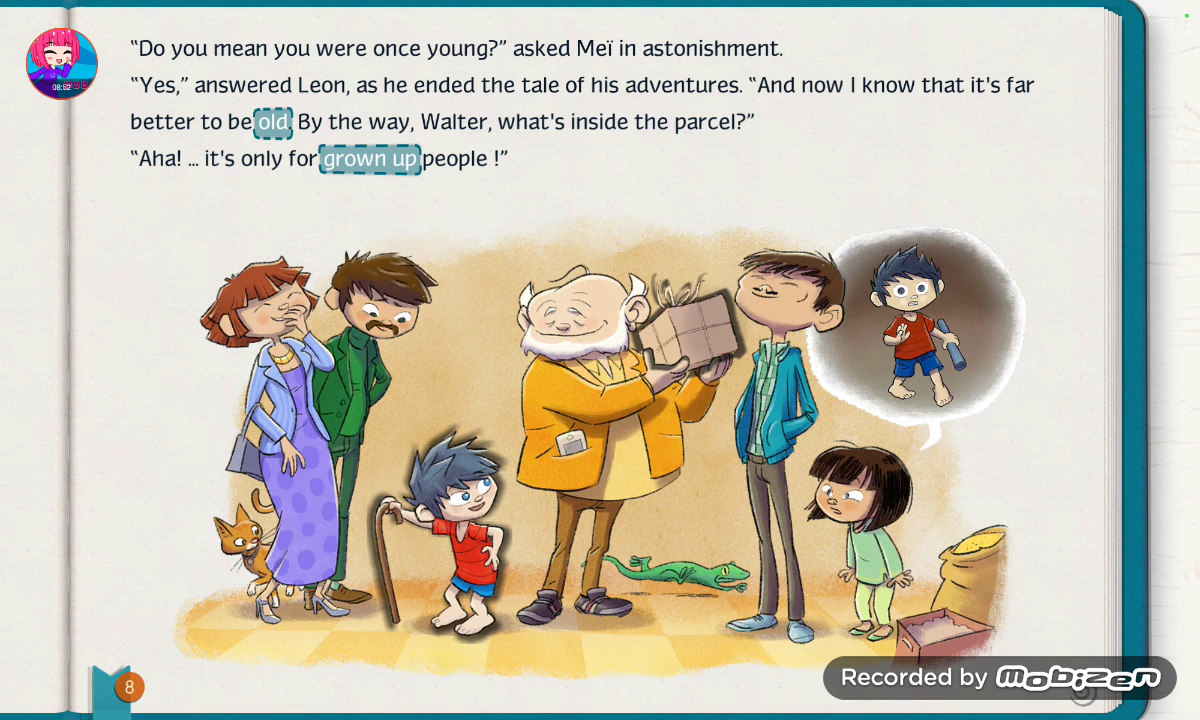 “Do you mean you were once young?” asked Meï in astonishment.
“Yes,” answered Leon, as he ended the tale of his adventures. “And now I know that it's far
better to be old. By the way, Walter, what's inside the parcel?”
“Aha! ... it's only for grown up people !”
08:52
8
Recorded by mobizen